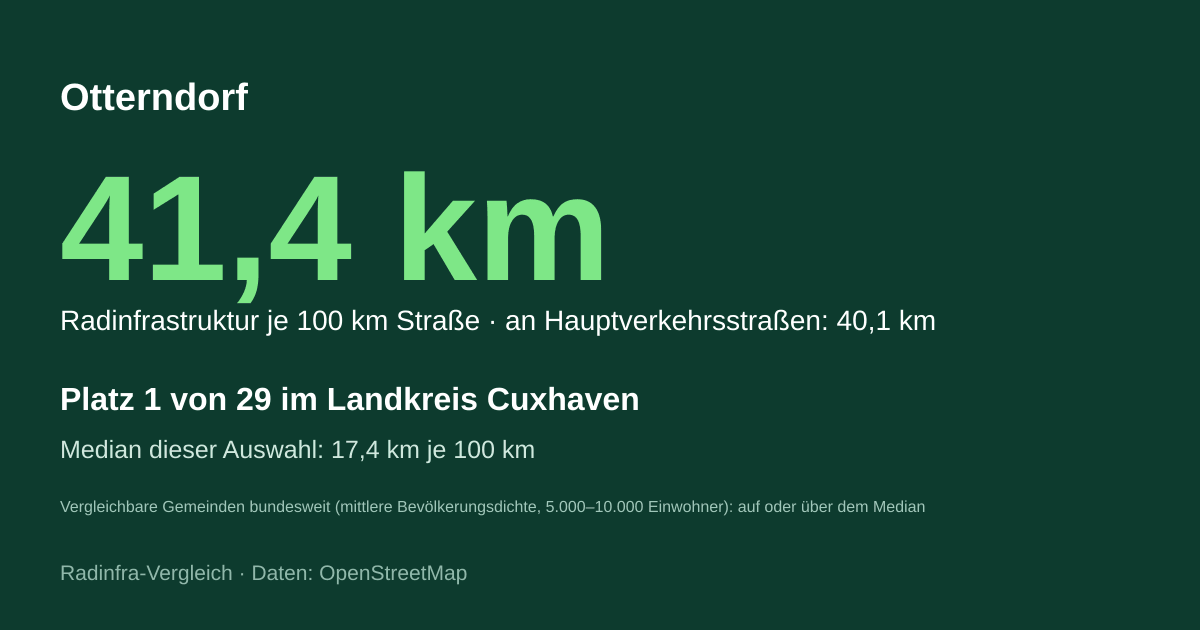 Otterndorf
41,4 km
Radinfrastruktur je 100 km Straße · an Hauptverkehrsstraßen: 40,1 km
Platz 1 von 29 im Landkreis Cuxhaven
Median dieser Auswahl: 17,4 km je 100 km
Vergleichbare Gemeinden bundesweit (mittlere Bevölkerungsdichte, 5.000–10.000 Einwohner): auf oder über dem Median
Radinfra-Vergleich · Daten: OpenStreetMap